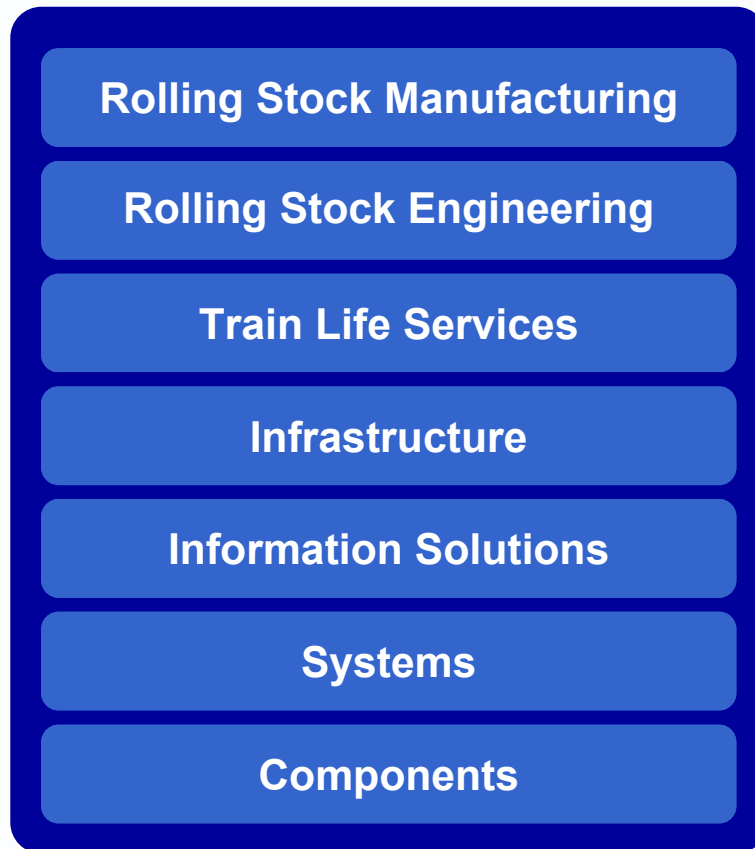 Rolling Stock Manufacturing
Rolling Stock Engineering
Train Life Services
Infrastructure
Information Solutions
Systems
Components